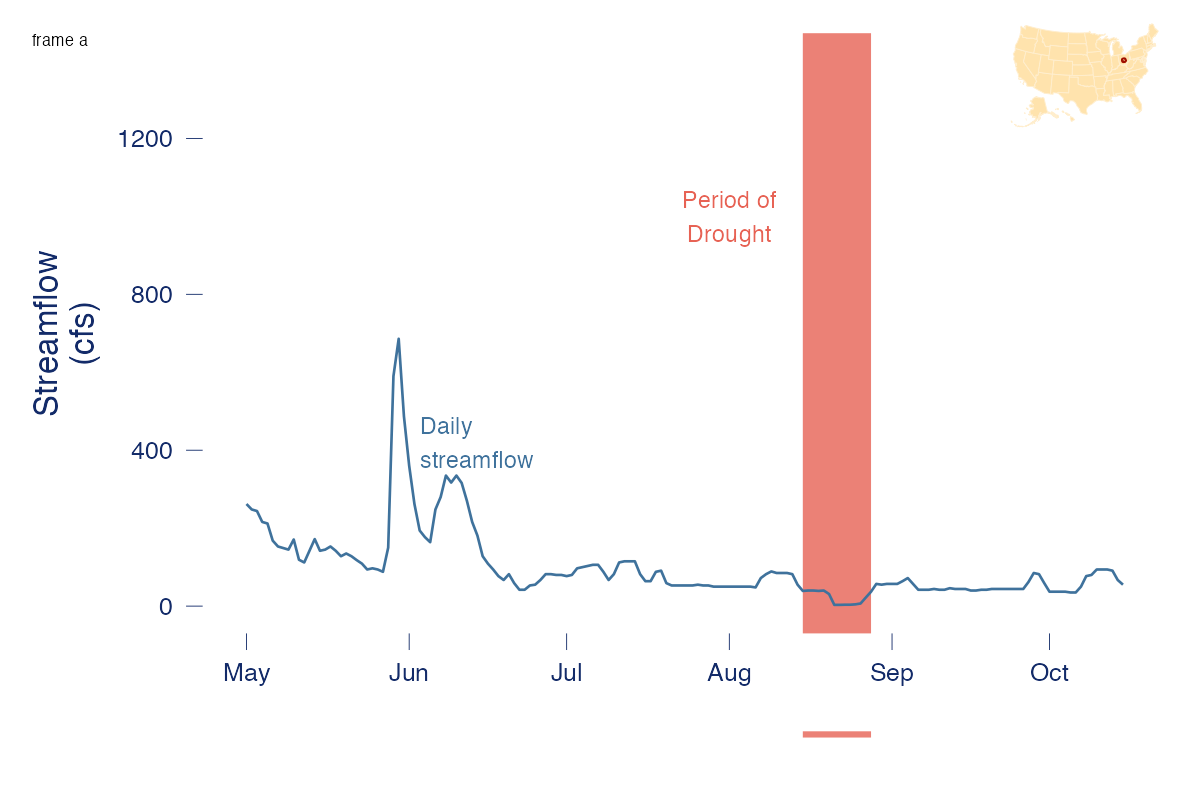 frame a
1200
800
400
0
Streamflow
(cfs)
Period of
Drought
Daily
streamflow
May
Jun
Jul
Aug
Sep
Oct